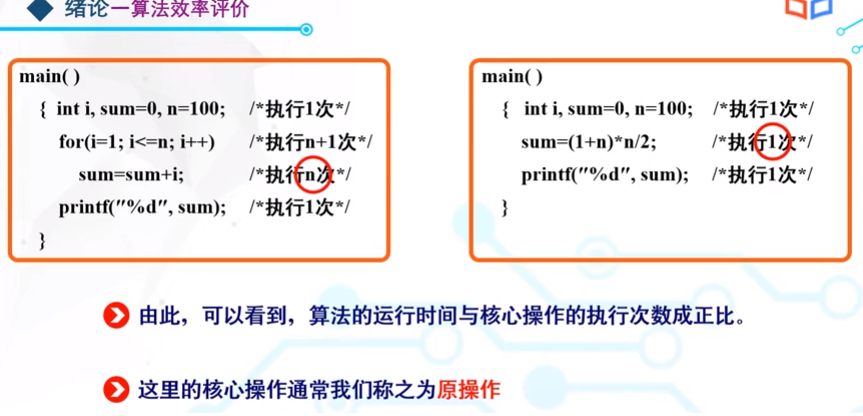 绪论—算法效率评价
main( )
{ int i, sum=0, n=100; /*执行1次*/
for(i=1; i<=n; i++) /*执行n+1次*/
sum=sum+i; /*执行n次*/
printf("%d", sum); /*执行1次*/
}
main( )
{ int i, sum=0, n=100; /*执行1次*/
sum=(1+n)*n/2; /*执行1次*/
printf("%d", sum); /*执行1次*/
}
由此，可以看到，算法的运行时间与核心操作的执行次数成正比。
这里的核心操作通常我们称之为原操作